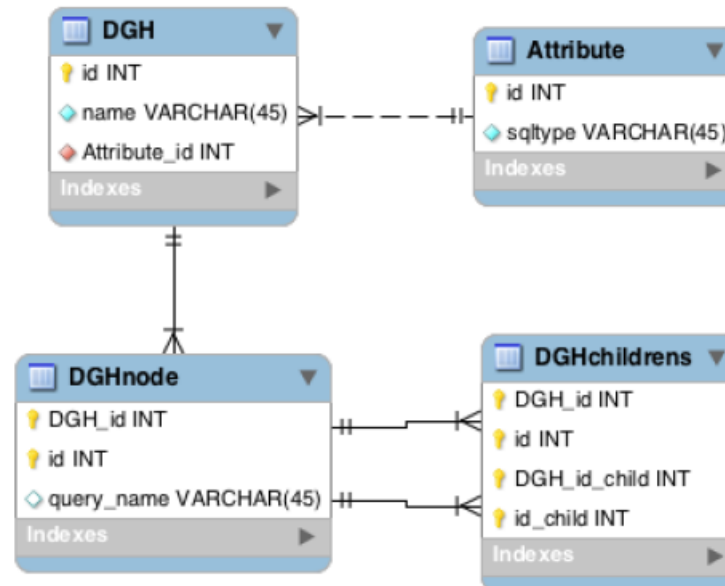 DGH
id INT
name VARCHAR(45)
Attribute_id INT
Indexes
Attribute
id INT
sqltype VARCHAR(45)
Indexes
DGHnode
DGH_id INT
id INT
query_name VARCHAR(45)
Indexes
DGHchildrens
DGH_id INT
id INT
DGH_id_child INT
id_child INT
Indexes